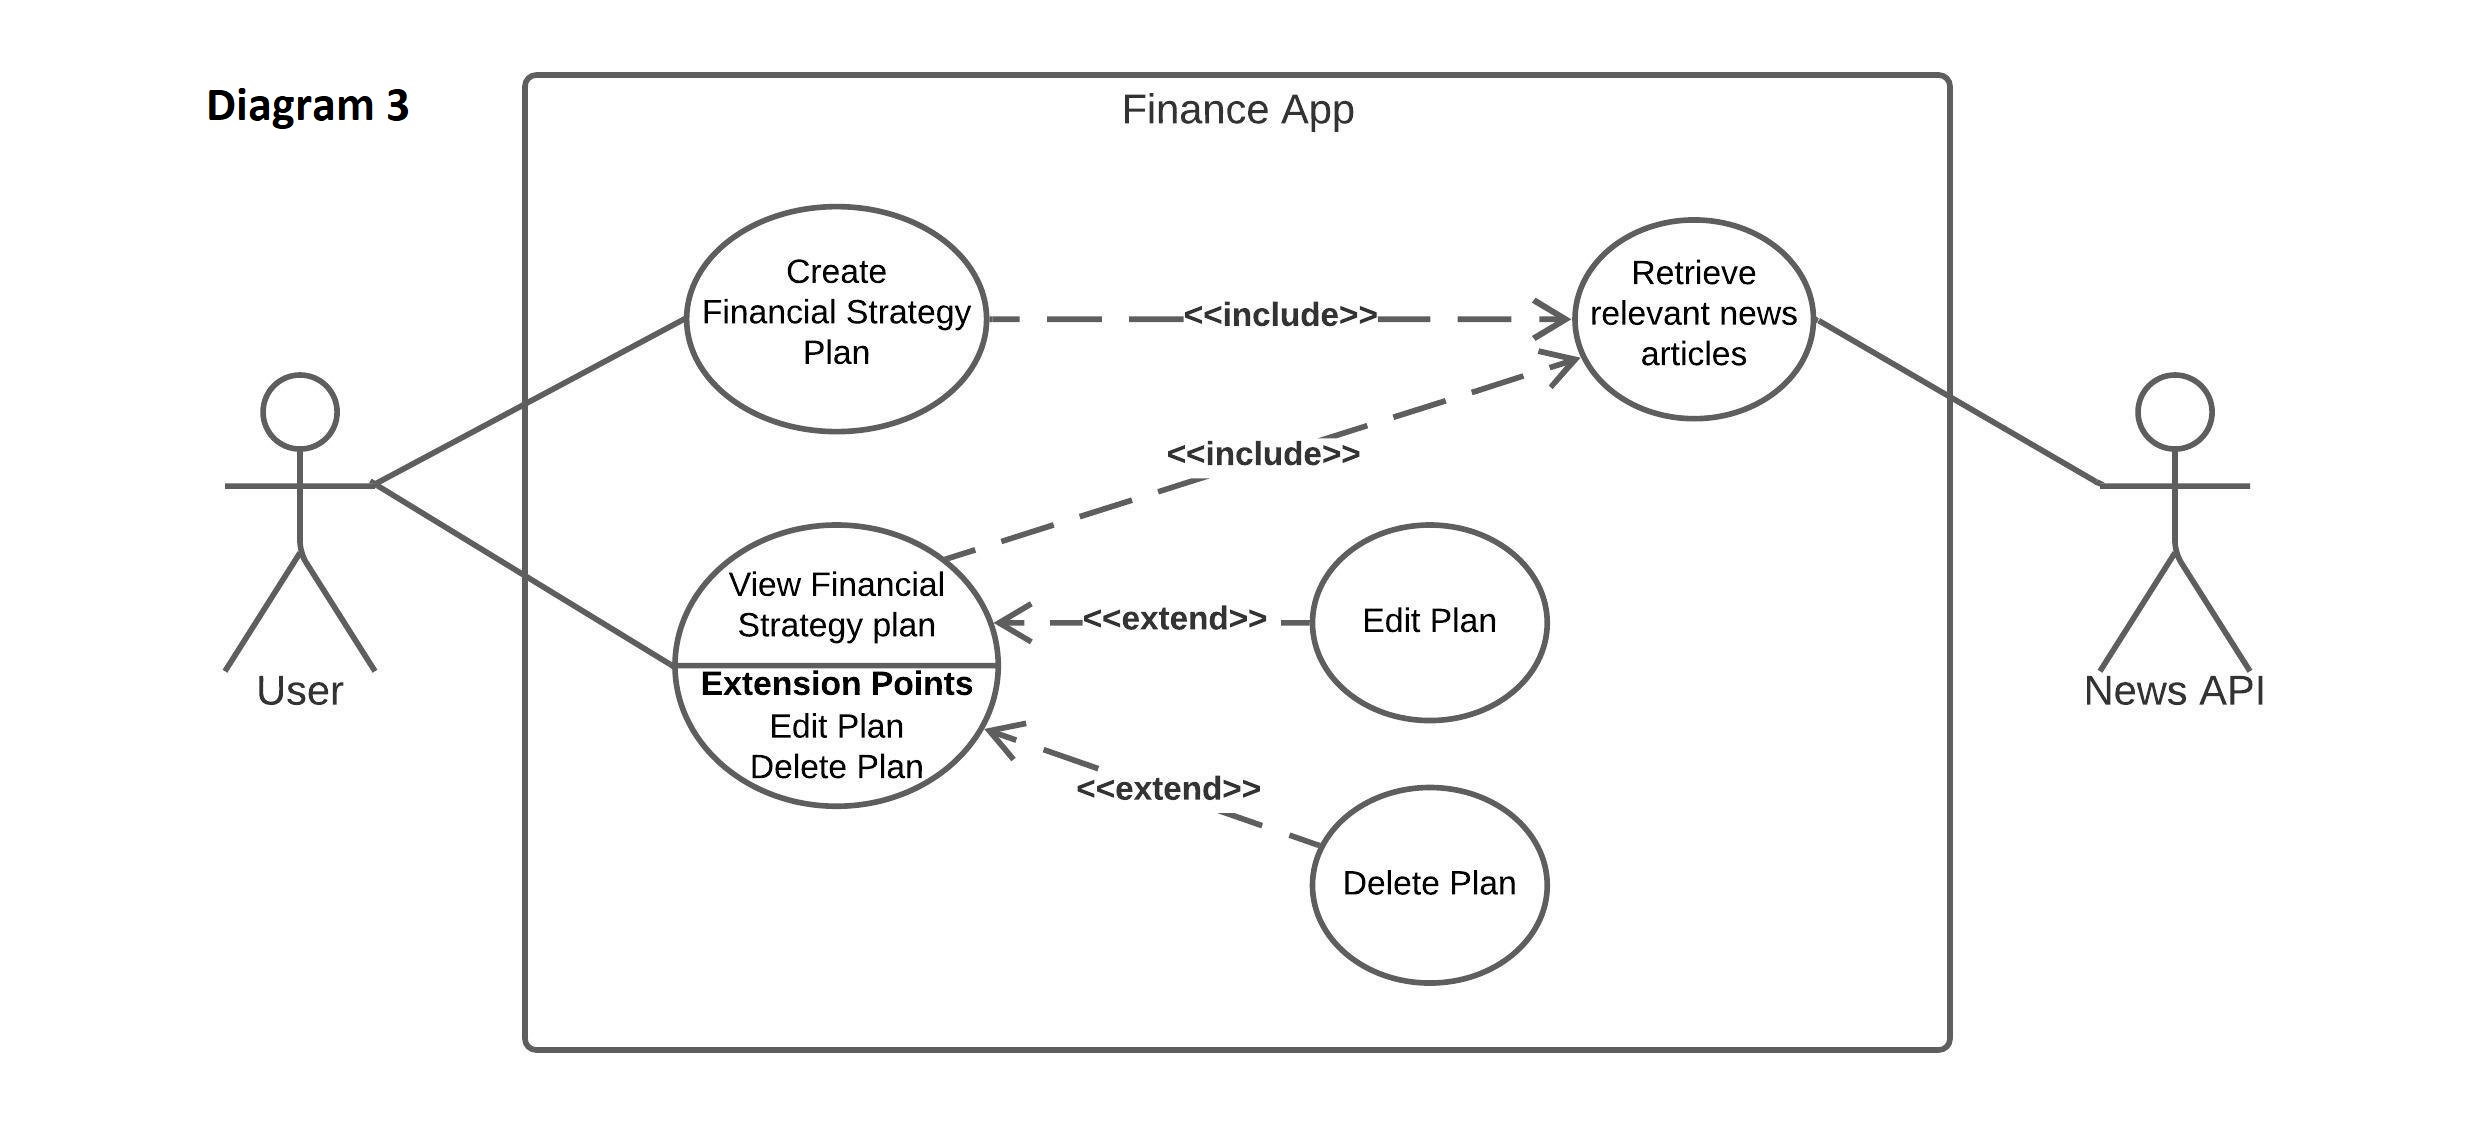 Diagram 3
Finance App
Create
Financial Strategy
Plan
<<include>>
Retrieve
relevant news
articles
<<include>>
View Financial
Strategy plan
Extension Points
Edit Plan
Delete Plan
<<extend>>
Edit Plan
<<extend>>
Delete Plan
User
News API